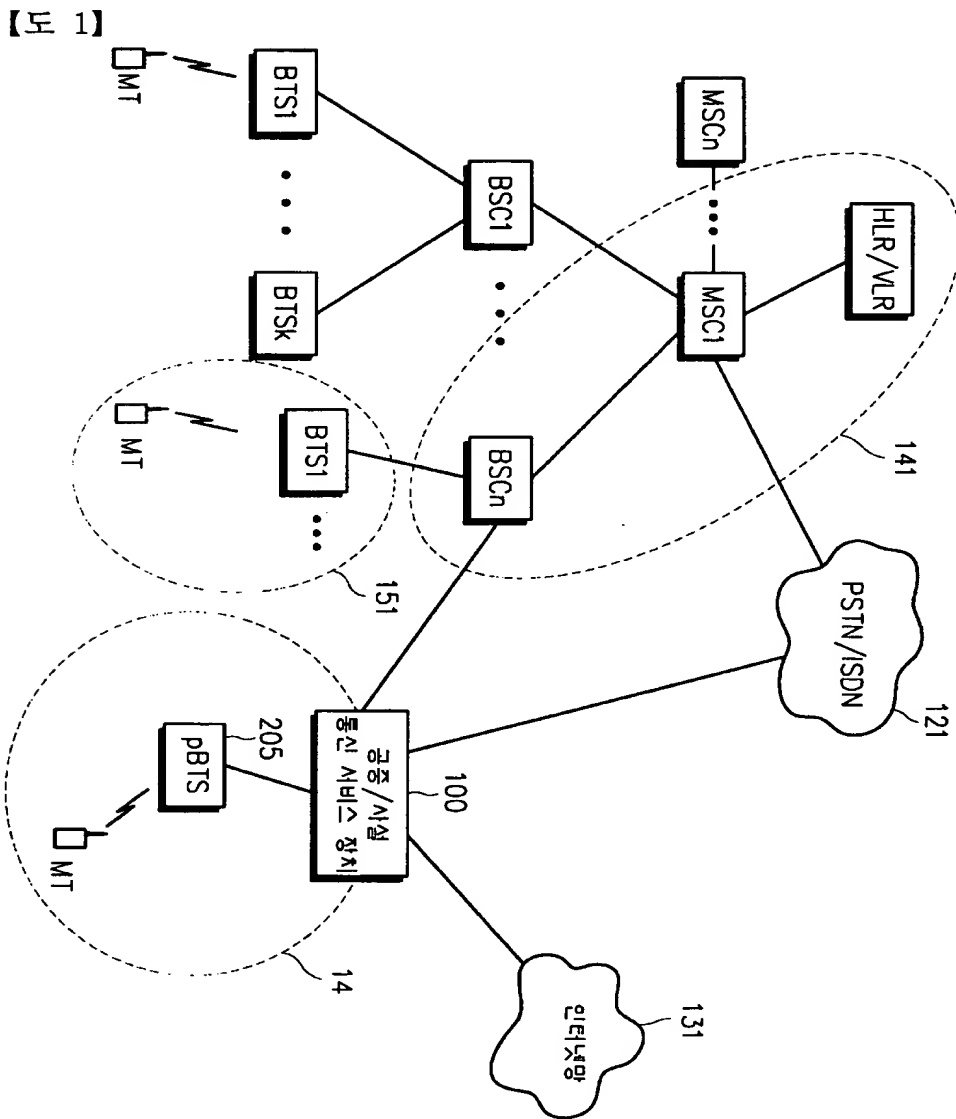 【도 1】
MT
BTS1
BTSk
BSC1
MSCn
MSC1
HLR/VLR
141
MT
BTS1
BSCn
151
PSTN/ISDN
121
MT
pBTS
205
공중/사설
통신 서비스 장치
100
14
인터넷망
131